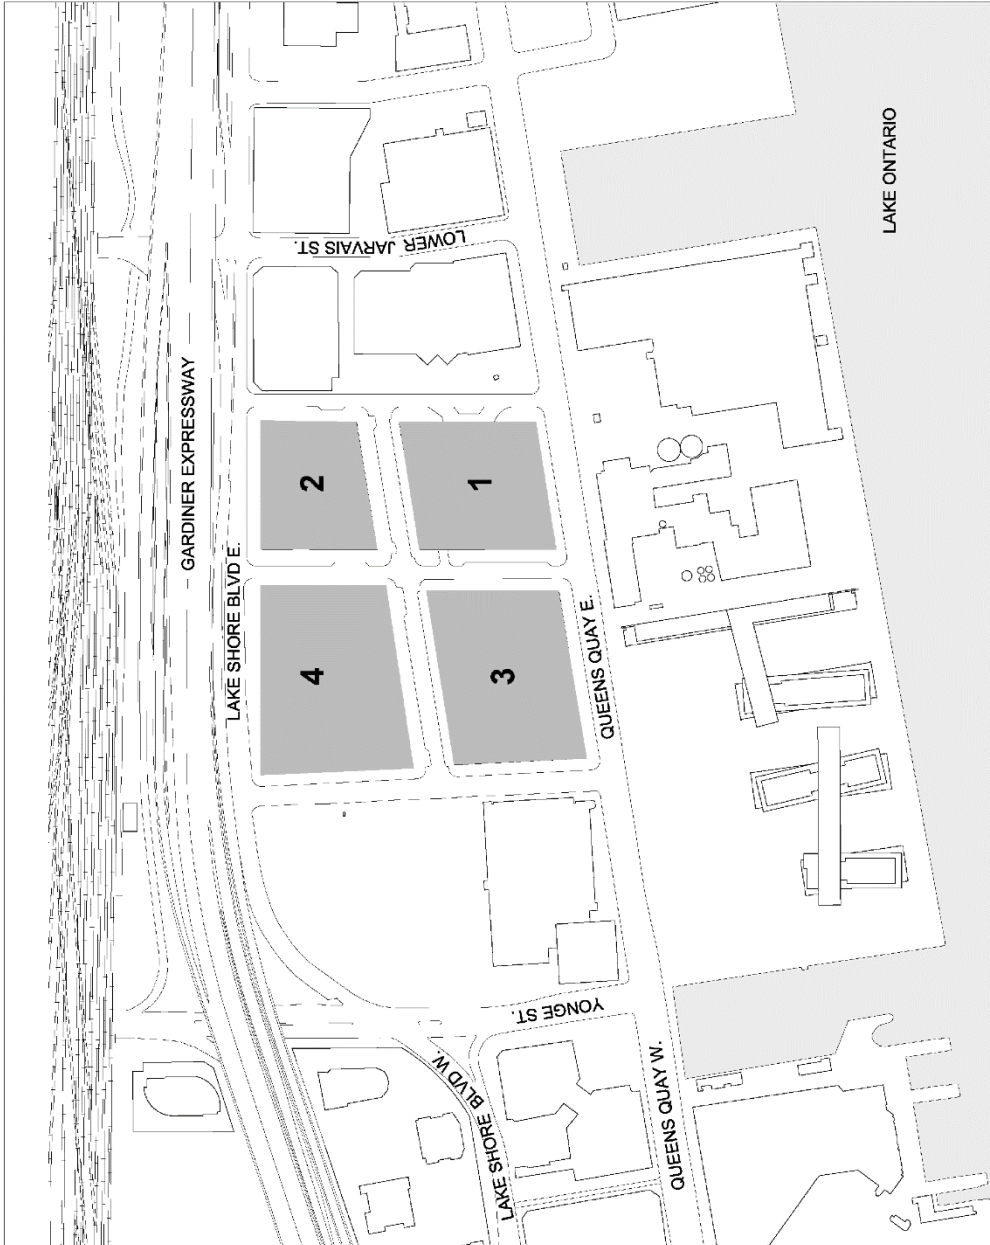 LAKE ONTARIO
LOWER JARVAIS ST.
GARDINER EXPRESSWAY
LAKE SHORE BLVD E.
2
1
4
3
QUEENS QUAY E.
YONGE ST.
LAKE SHORE BLVD W.
QUEENS QUAY W.